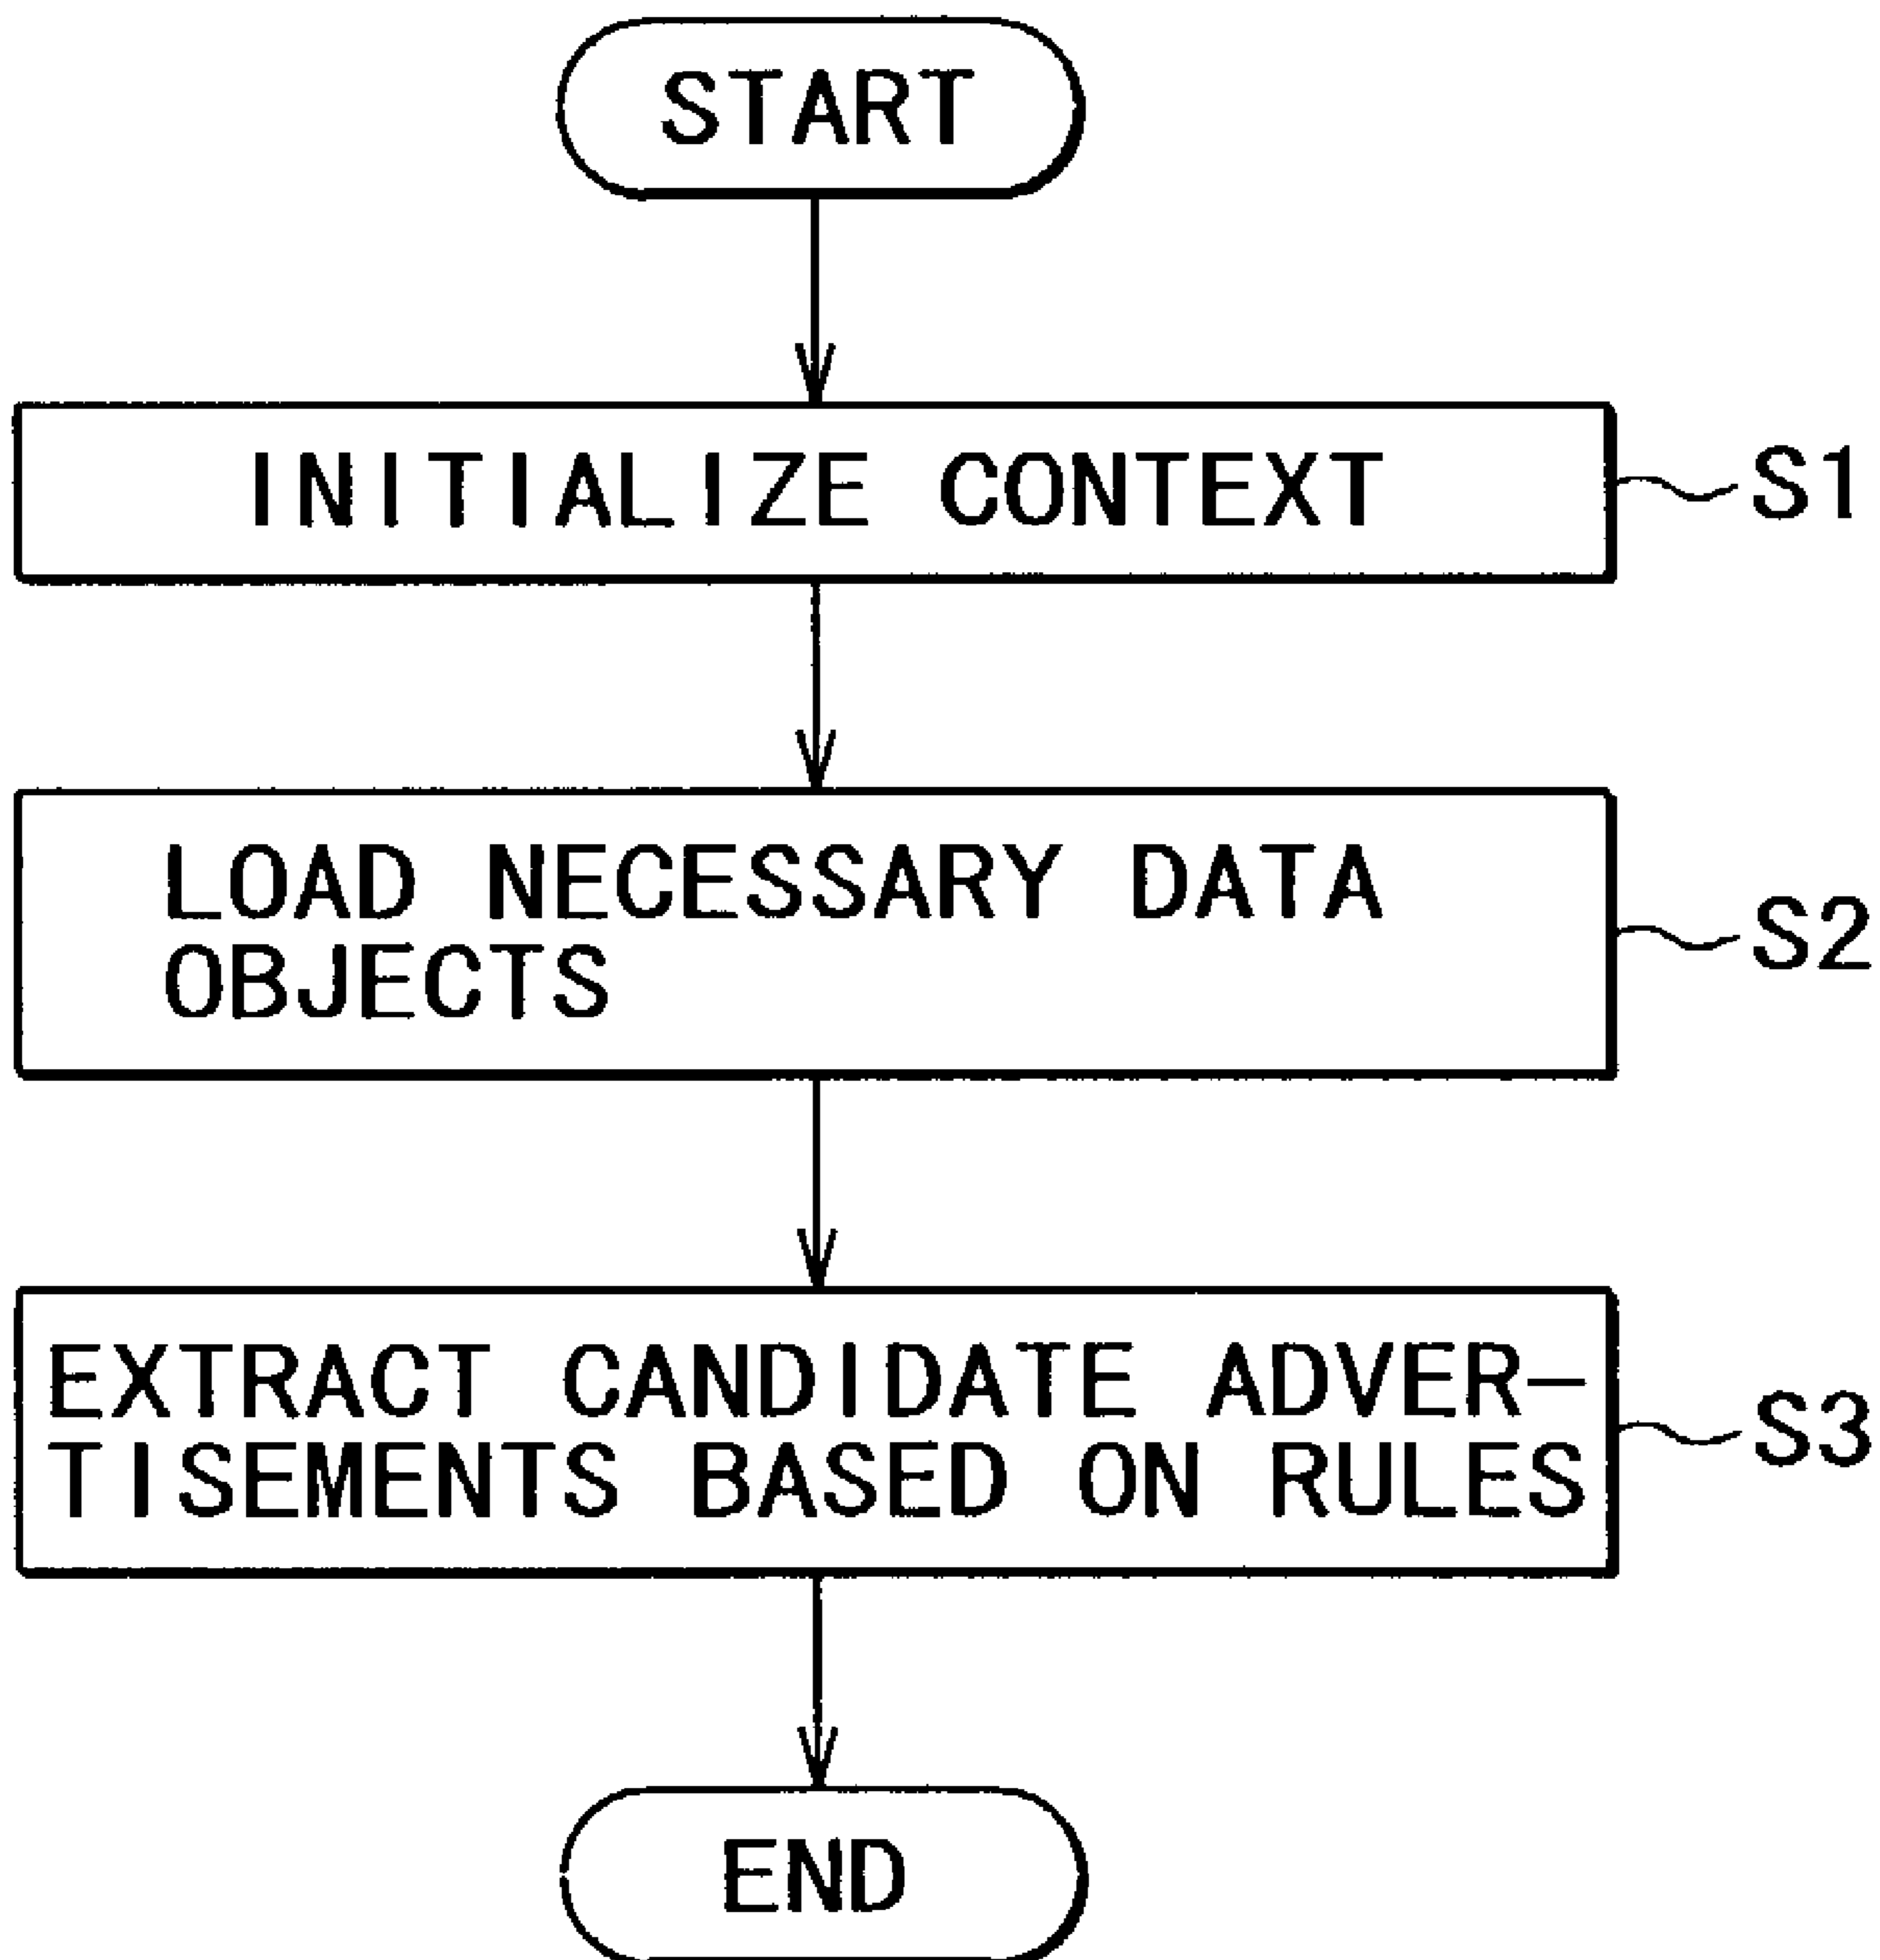 START
INITIALIZE CONTEXT
S1
LOAD NECESSARY DATA
OBJECTS
S2
EXTRACT CANDIDATE ADVER-
TISEMENTS BASED ON RULES
S3
END